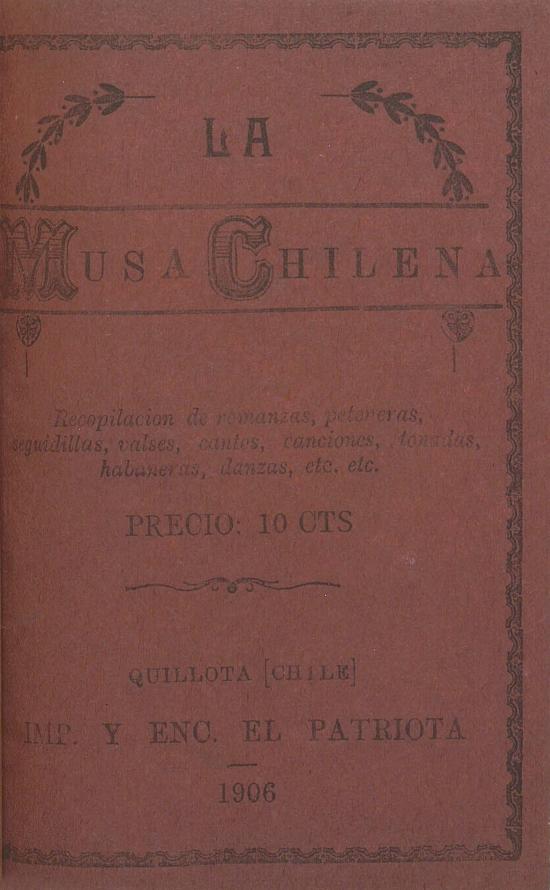 LA
MUSA CHILENA
Recopilacion de romanzas, peteneras,
seguidillas, valses, cantos, canciones, tonadas,
habaneras, danzas, etc. etc.
PRECIO: 10 CTS
QUILLOTA [CHILE]
IMP. Y ENC. EL PATRIOTA
1906